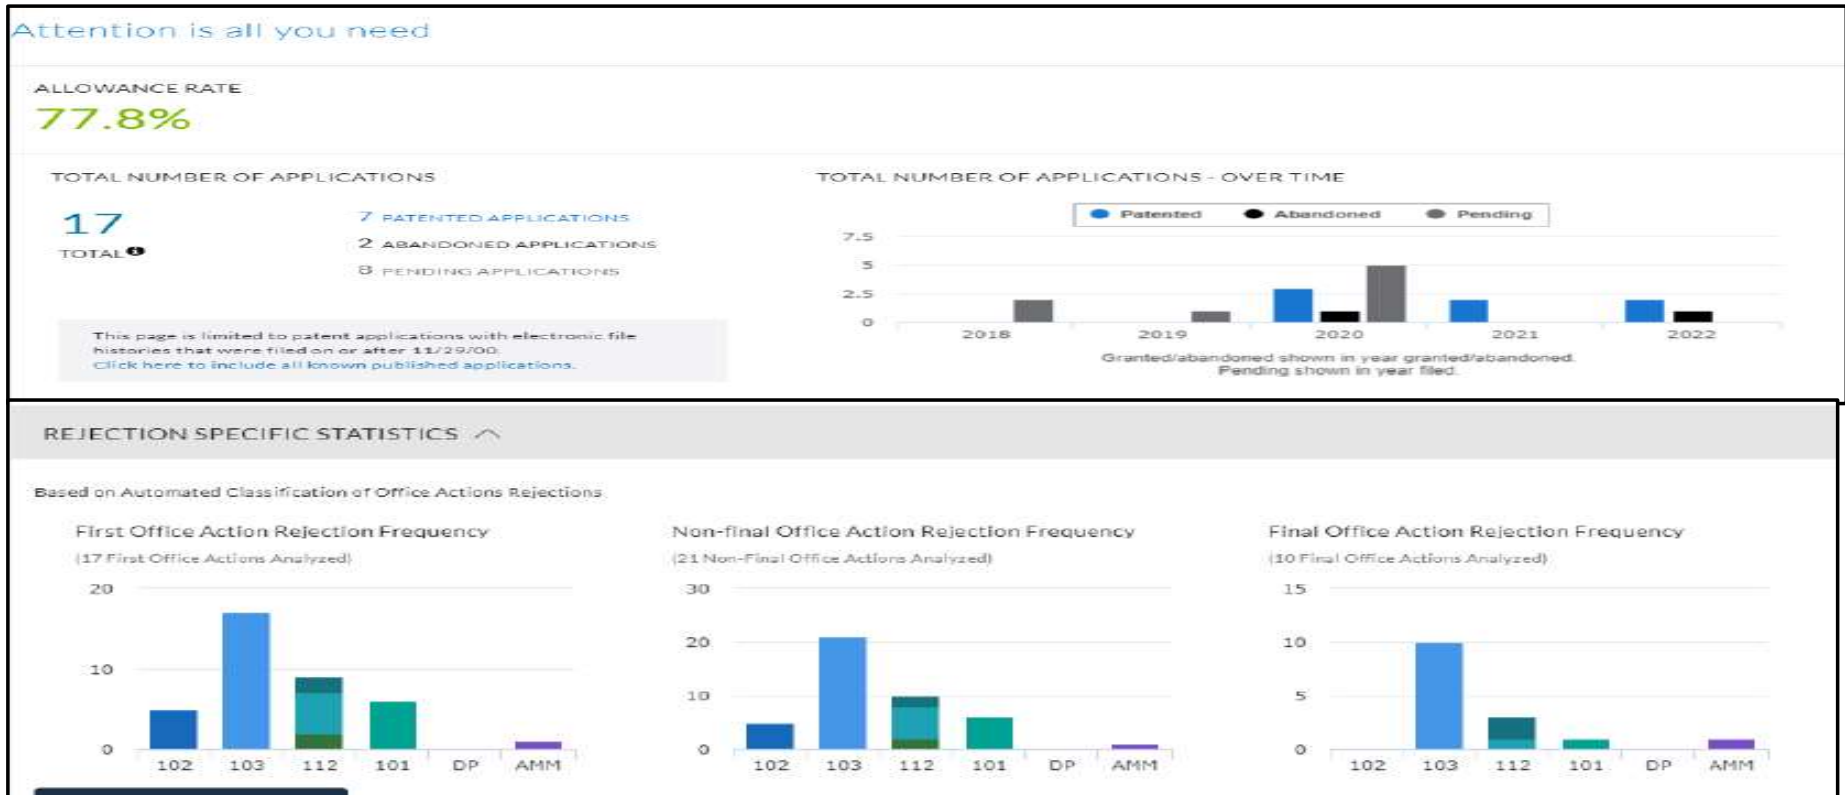 Attention is all you need
ALLOWANCE RATE
77.8%
TOTAL NUMBER OF APPLICATIONS
17
TOTAL
7 PATENTED APPLICATIONS
2 ABANDONED APPLICATIONS
8 PENDING APPLICATIONS
This page is limited to patent applications with electronic file
histories that were filed on or after 11/29/00.
Click here to include all known published applications.
TOTAL NUMBER OF APPLICATIONS - OVER TIME
Patented Abandoned Pending
7.5
5
2.5
0
2018 2019 2020 2021 2022
Granted/abandoned shown in year granted/abandoned.
Pending shown in year filed.
REJECTION SPECIFIC STATISTICS
Based on Automated Classification of Office Actions Rejections
First Office Action Rejection Frequency
(17 First Office Actions Analyzed)
20
10
0
102 103 112 101 DP AMM
Non-final Office Action Rejection Frequency
(21 Non-Final Office Actions Analyzed)
30
20
10
0
102 103 112 101 DP AMM
Final Office Action Rejection Frequency
(10 Final Office Actions Analyzed)
15
10
5
0
102 103 112 101 DP AMM